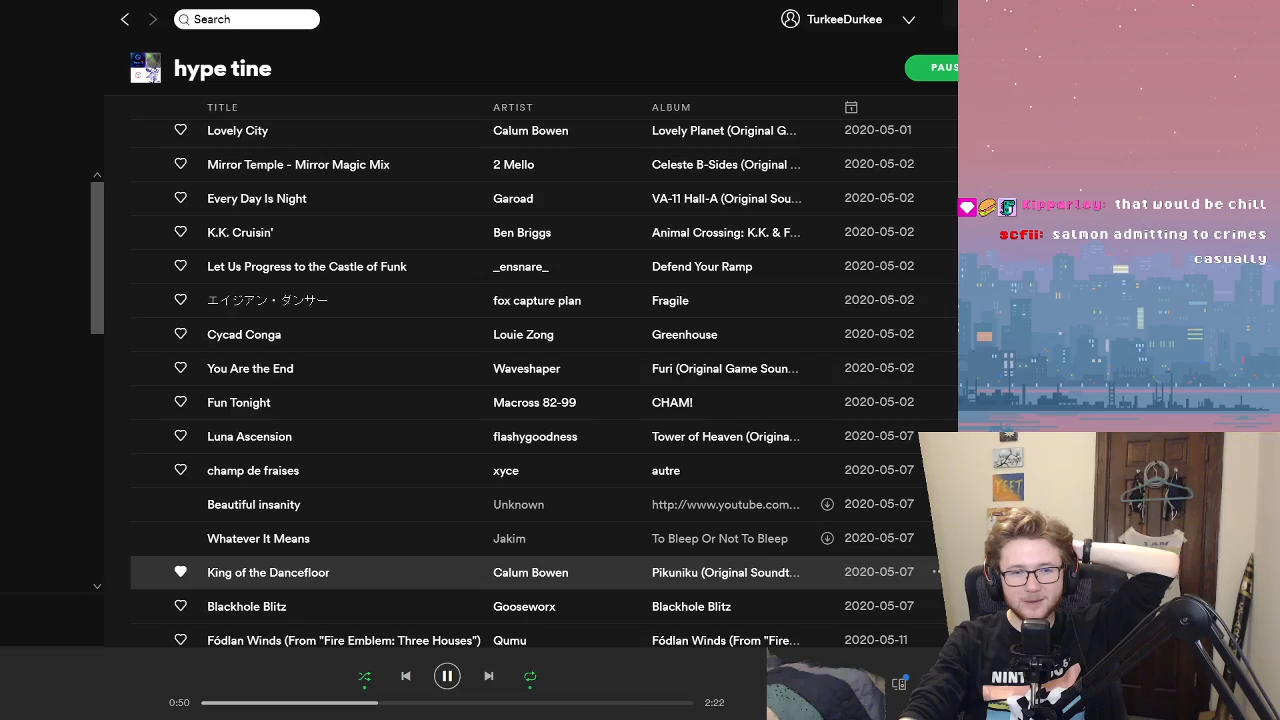 Search
TurkeeDurkee
hype tine
PAUS
TITLE ARTIST ALBUM
Lovely City Calum Bowen Lovely Planet (Original G... 2020-05-01
Mirror Temple - Mirror Magic Mix 2 Mello Celeste B-Sides (Original ... 2020-05-02
Every Day Is Night Garoad VA-11 Hall-A (Original Sou... 2020-05-02
K.K. Cruisin' Ben Briggs Animal Crossing: K.K. & F... 2020-05-02
Let Us Progress to the Castle of Funk _ensnare_ Defend Your Ramp 2020-05-02
エイジアン・ダンサー fox capture plan Fragile 2020-05-02
Cycad Conga Louie Zong Greenhouse 2020-05-02
You Are the End Waveshaper Furi (Original Game Soun... 2020-05-02
Fun Tonight Macross 82-99 CHAM! 2020-05-02
Luna Ascension flashygoodness Tower of Heaven (Origina... 2020-05-07
champ de fraises xyce autre 2020-05-07
Beautiful insanity Unknown http://www.youtube.com... 2020-05-07
Whatever It Means Jakim To Bleep Or Not To Bleep 2020-05-07
King of the Dancefloor Calum Bowen Pikuniku (Original Soundt... 2020-05-07
Blackhole Blitz Gooseworx Blackhole Blitz 2020-05-07
Fódlan Winds (From "Fire Emblem: Three Houses") Qumu Fódlan Winds (From "Fire... 2020-05-11
0:50 2:22
Kipparley: that would be chill
scfii: salmon admitting to crimes
casually
YEET
I AM
NINT